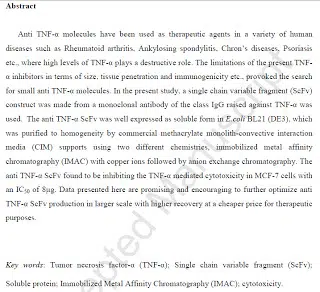 Abstract
Anti TNF-α molecules have been used as therapeutic agents in a variety of human
diseases such as Rheumatoid arthritis, Ankylosing spondylitis, Chron's diseases, Psoriasis
etc., where high levels of TNF-α plays a destructive role. The limitations of the present TNF-
α inhibitors in terms of size, tissue penetration and immunogenicity etc., provoked the search
for small anti TNF-α molecules. In the present study, a single chain variable fragment (ScFv)
construct was made from a monoclonal antibody of the class IgG raised against TNF-α was
used. The anti TNF-α ScFv was well expressed as soluble form in E.coli BL21 (DE3), which
was purified to homogeneity by commercial methacrylate monolith-convective interaction
media (CIM) supports using two different chemistries, immobilized metal affinity
chromatography (IMAC) with copper ions followed by anion exchange chromatography. The
anti TNF-α ScFv found to be inhibiting the TNF-α mediated cytotoxicity in MCF-7 cells with
an IC50 of 8µg. Data presented here are promising and encouraging to further optimize anti
TNF-α ScFv production in larger scale with higher recovery at a cheaper price for therapeutic
purposes.
Key words: Tumor necrosis factor-α (TNF-α); Single chain variable fragment (ScFv);
Soluble protein; Immobilized Metal Affinity Chromatography (IMAC); cytotoxicity.